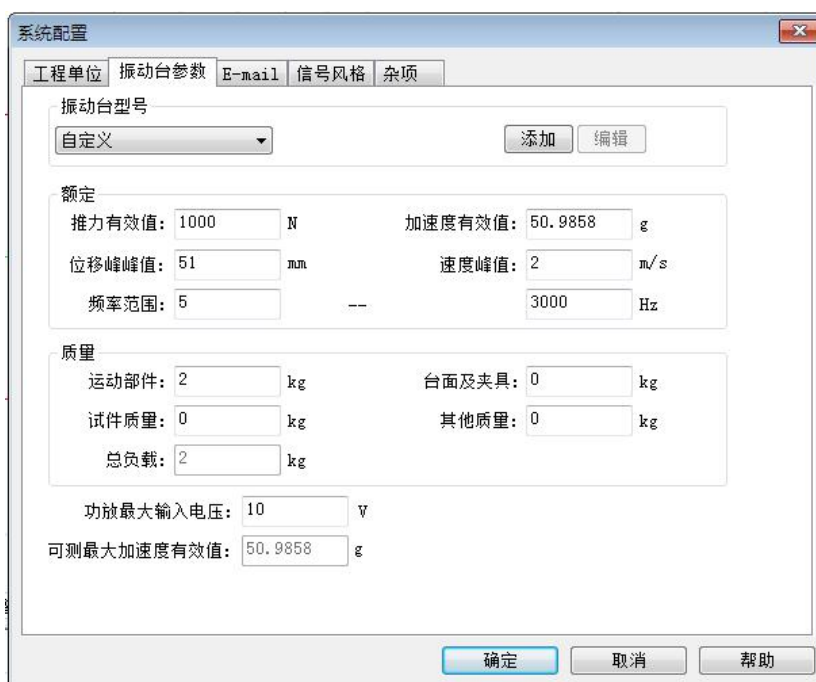 系统配置
工程单位 振动台参数 E-mail 信号风格 杂项
振动台型号
自定义 添加 编辑
额定
推力有效值: 1000 N 加速度有效值: 50.9858 g
位移峰峰值: 51 mm 速度峰值: 2 m/s
频率范围: 5 -- 3000 Hz
质量
运动部件: 2 kg 台面及夹具: 0 kg
试件质量: 0 kg 其他质量: 0 kg
总负载: 2 kg
功放最大输入电压: 10 V
可测最大加速度有效值: 50.9858 g
确定 取消 帮助